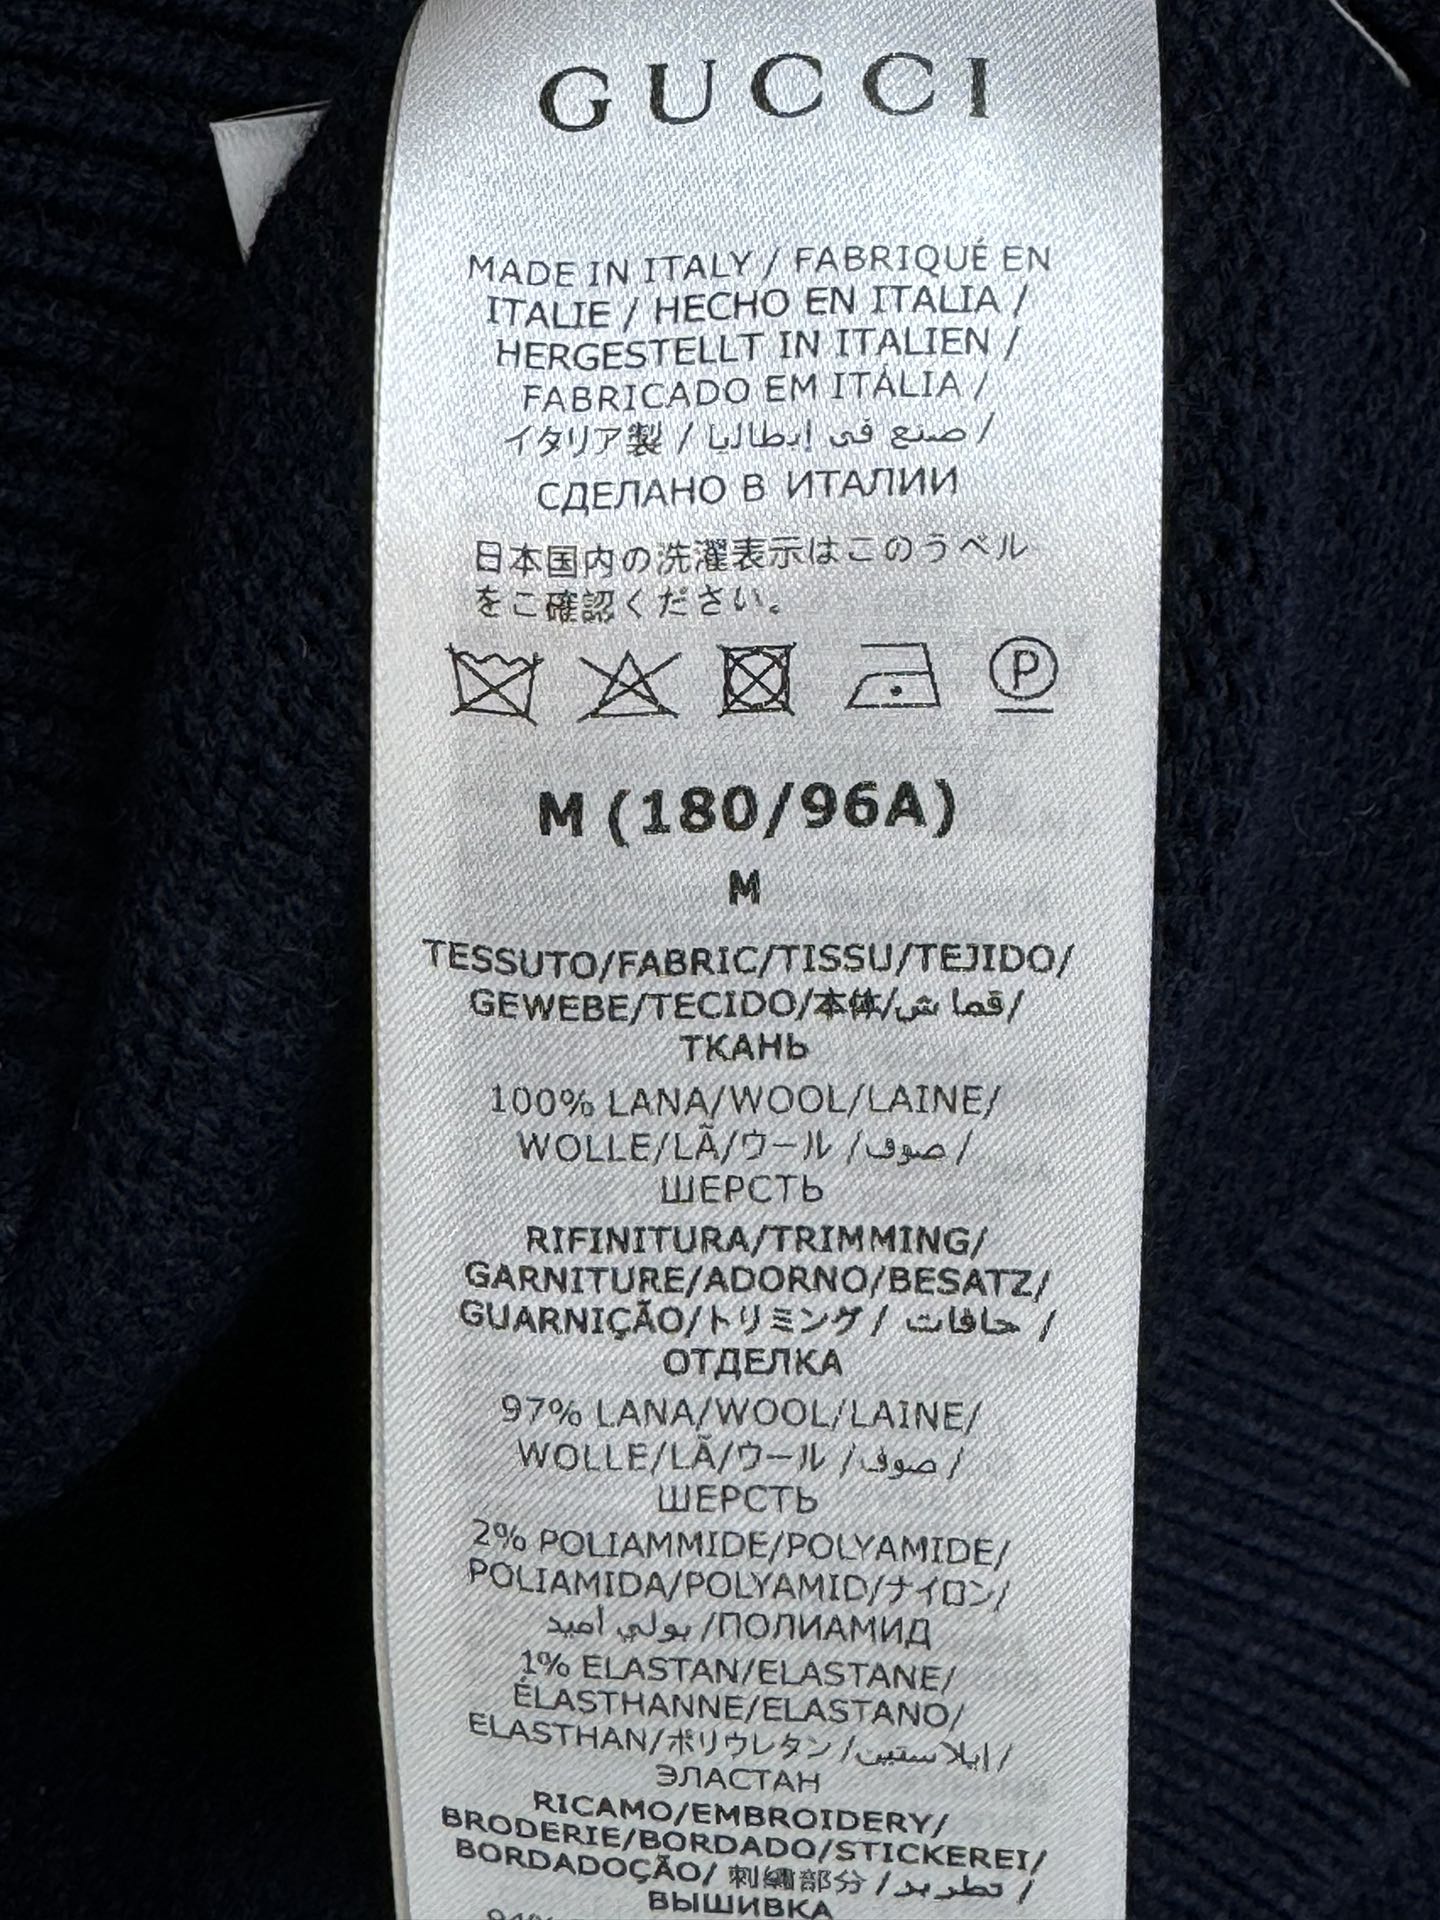 GUCCI
MADE IN ITALY / FABRIQUÉ EN
ITALIE / HECHO EN ITALIA /
HERGESTELLT IN ITALIEN /
FABRICADO EM ITÁLIA /
イタリア製 / صنع في إيطاليا /
СДЕЛАНО В ИТАЛИИ
日本国内の洗濯表示はこのうベル
をご確認ください。
P
M (180/96A)
M
TESSUTO/FABRIC/TISSU/TEJIDO/
GEWEBE/TECIDO/本体/قما ش/
ТКАНЬ
100% LANA/WOOL/LAINE/
WOLLE/LÃ/ウール /صوف/
ШЕРСТЬ
RIFINITURA/TRIMMING/
GARNITURE/ADORNO/BESATZ/
GUARNIÇÃO/トリミング/ حافات /
ОТДЕЛКА
97% LANA/WOOL/LAINE/
WOLLE/LÃ/ウール /صوف/
ШЕРСТЬ
2% POLIAMMIDE/POLYAMIDE/
POLIAMIDA/POLYAMID/ナイロン/
بولي أميد /ПОЛИАМИД
1% ELASTAN/ELASTANE/
ÉLASTHANNE/ELASTANO/
ELASTHAN/ポリウレタン /إيلاستين/
ЭЛАСТАН
RICAMO/EMBROIDERY/
BRODERIE/BORDADO/STICKEREI/
BORDADOÇÃO/ 刺繍部分 / تطريز /
ВЫШИВКА